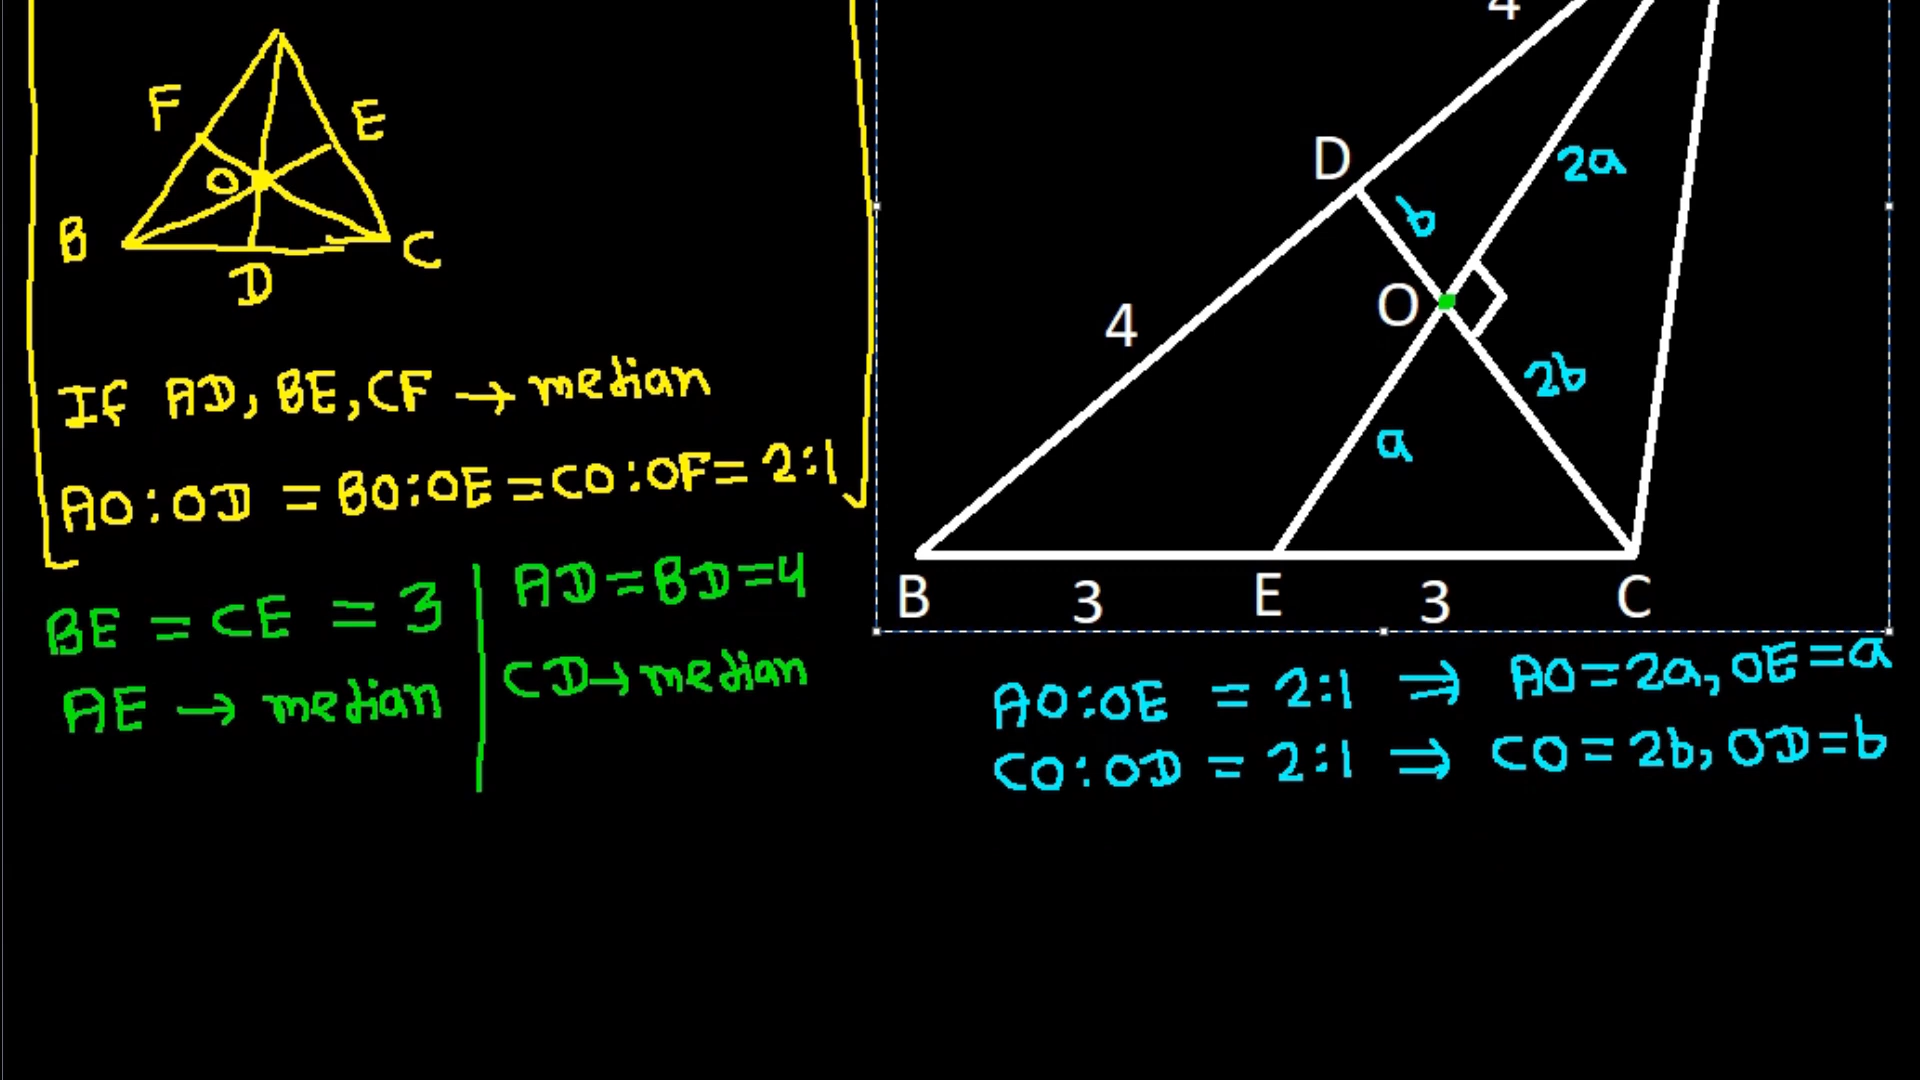 F
E
O
B
C
D
If AD, BE, CF → median
AO:OD = BO:OE = CO:OF = 2:1
BE = CE = 3
AE → median
AD = BD = 4
CD → median
4
D
b
2a
O
4
2b
a
B 3 E 3 C
AO:OE = 2:1 ⇒ AO = 2a, OE = a
CO:OD = 2:1 ⇒ CO = 2b, OD = b